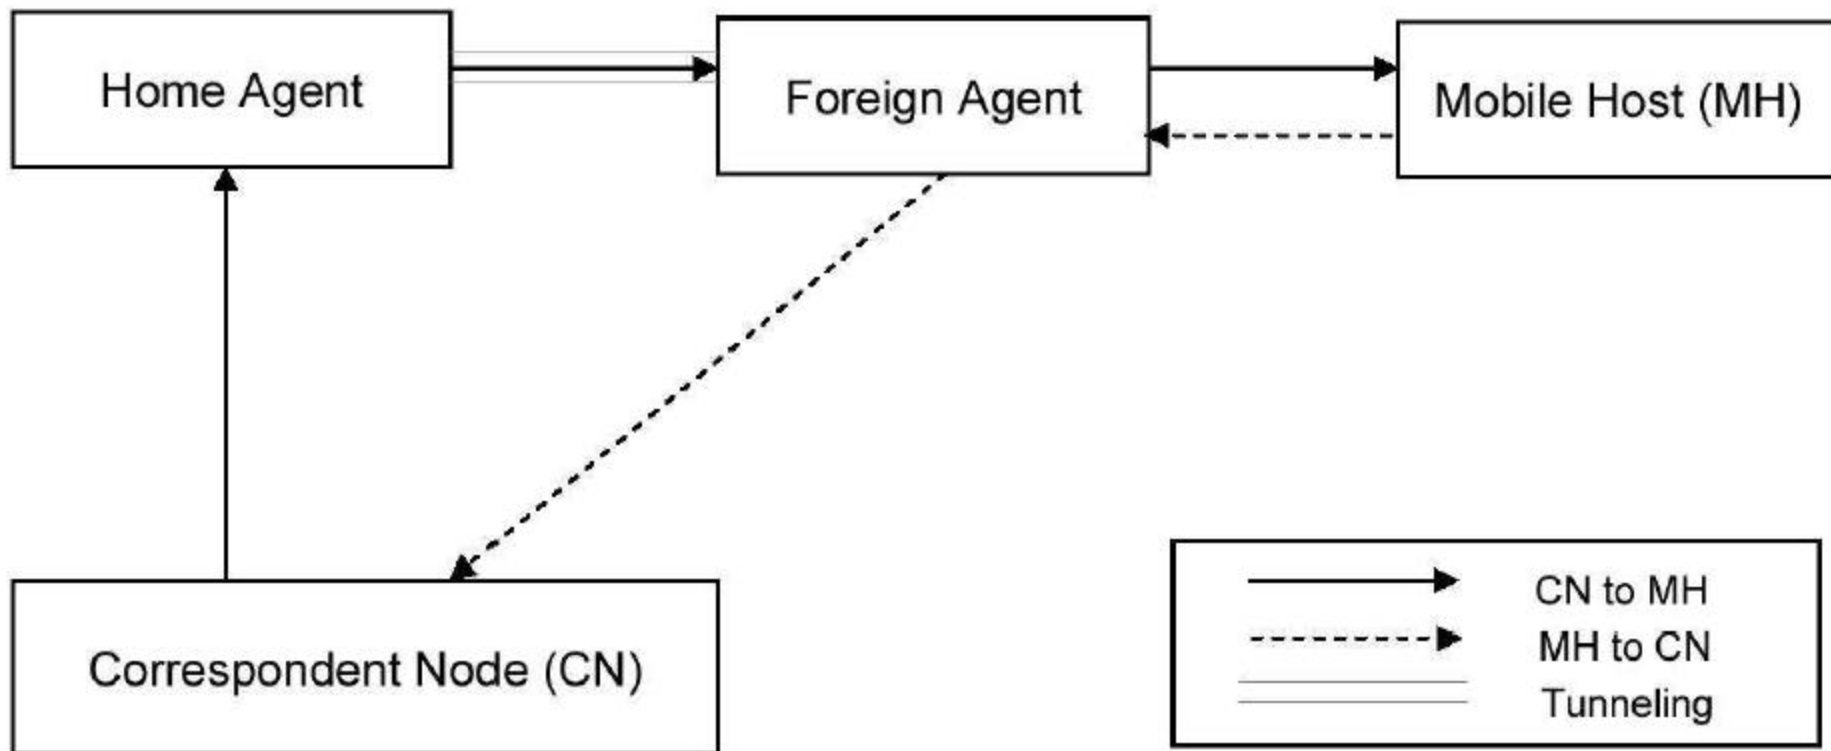 Home Agent
Foreign Agent
Mobile Host (MH)
Correspondent Node (CN)
CN to MH
MH to CN
Tunneling